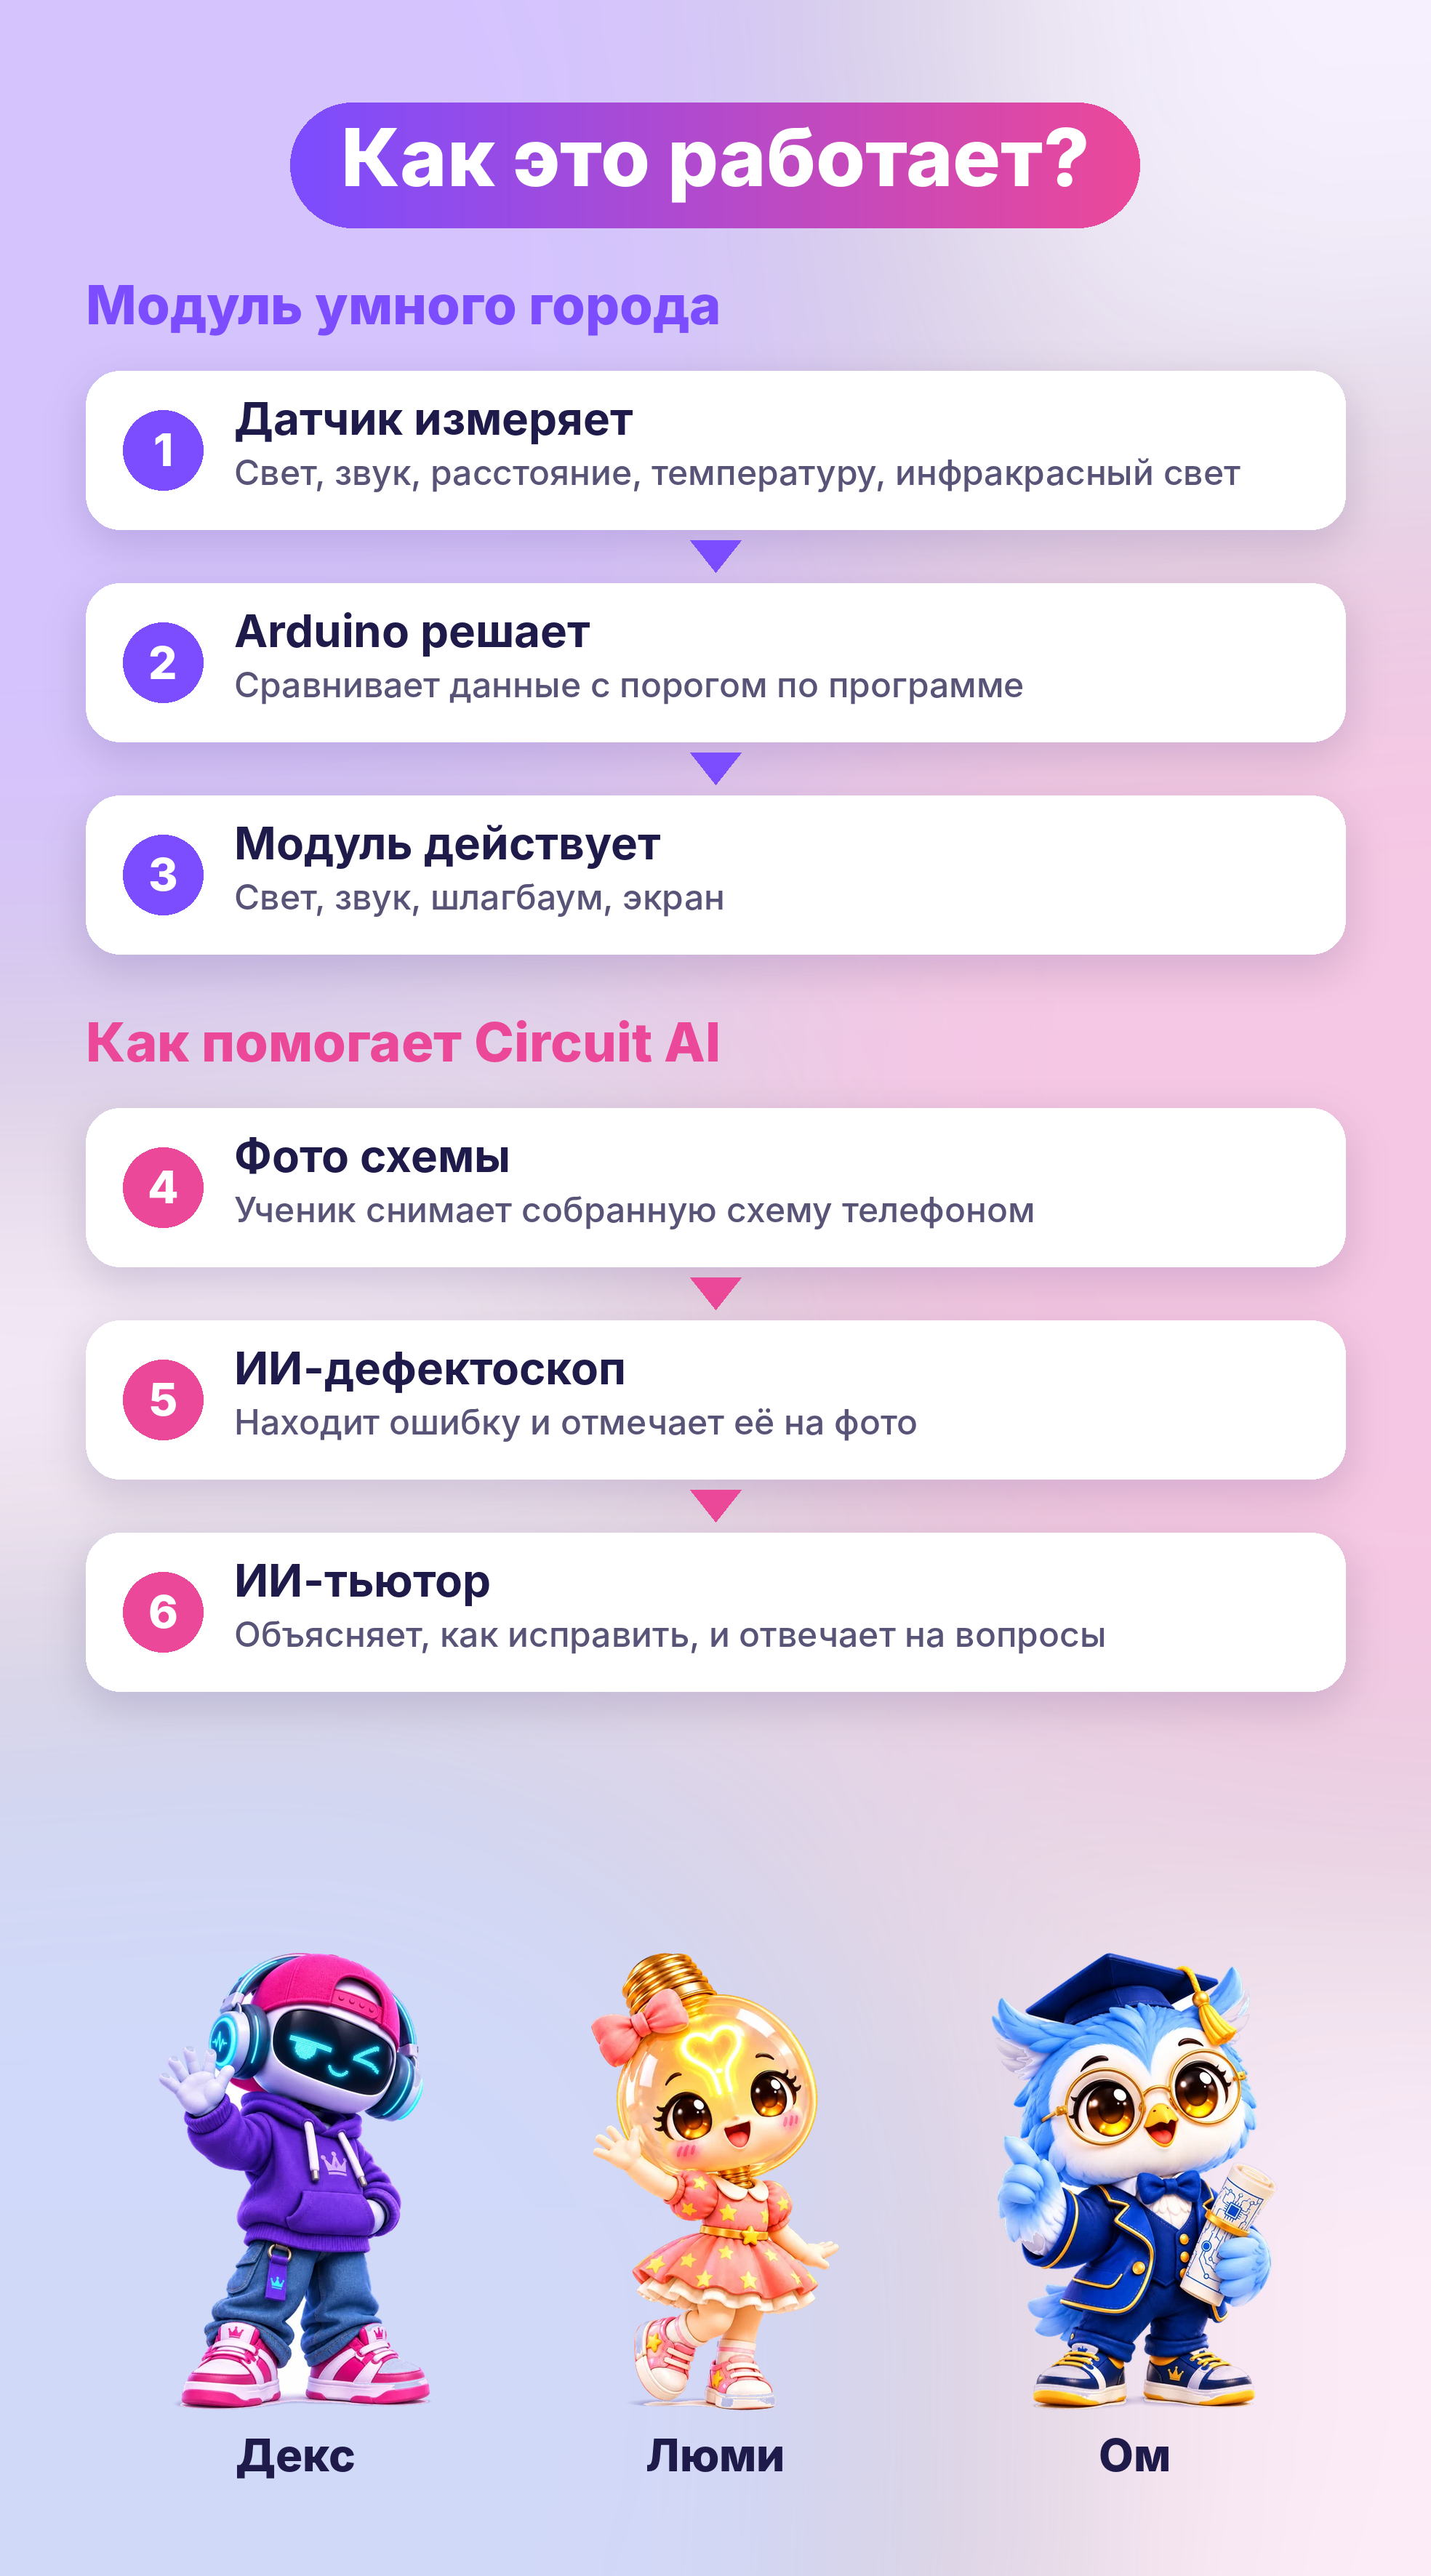 Как это работает?
Модуль умного города
1
Датчик измеряет
Свет, звук, расстояние, температуру, инфракрасный свет
2
Arduino решает
Сравнивает данные с порогом по программе
3
Модуль действует
Свет, звук, шлагбаум, экран
Как помогает Circuit AI
4
Фото схемы
Ученик снимает собранную схему телефоном
5
ИИ-дефектоскоп
Находит ошибку и отмечает её на фото
6
ИИ-тьютор
Объясняет, как исправить, и отвечает на вопросы
Декс
Люми
Ом